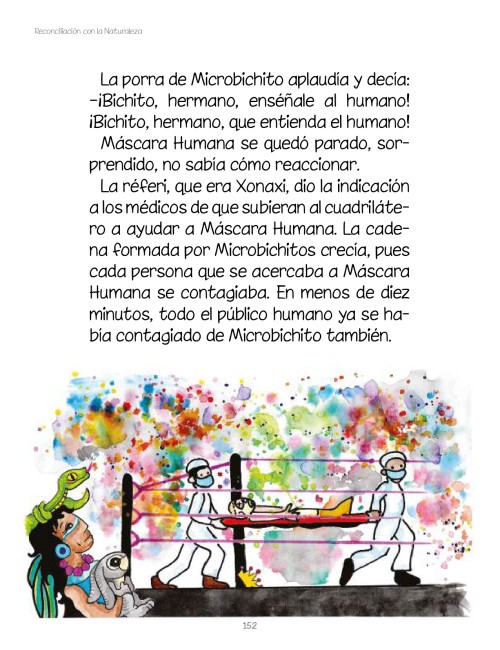 Reconciliación con la Naturaleza
La porra de Microbichito aplaudía y decía:
–¡Bichito, hermano, enséñale al humano!
¡Bichito, hermano, que entienda el humano!
Máscara Humana se quedó parado, sor-
prendido, no sabía cómo reaccionar.
La réferi, que era Xonaxi, dio la indicación
a los médicos de que subieran al cuadriláte-
ro a ayudar a Máscara Humana. La cade-
na formada por Microbichitos crecía, pues
cada persona que se acercaba a Máscara
Humana se contagiaba. En menos de diez
minutos, todo el público humano ya se ha-
bía contagiado de Microbichito también.
152